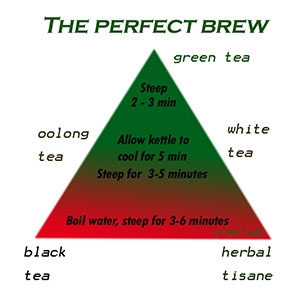 THE PERFECT BREW
green tea
Steep
2 - 3 min
oolong
tea
white
tea
Allow kettle to
cool for 5 min
Steep for 3-5 minutes
Boil water, steep for 3-6 minutes
black
tea
herbal
tisane